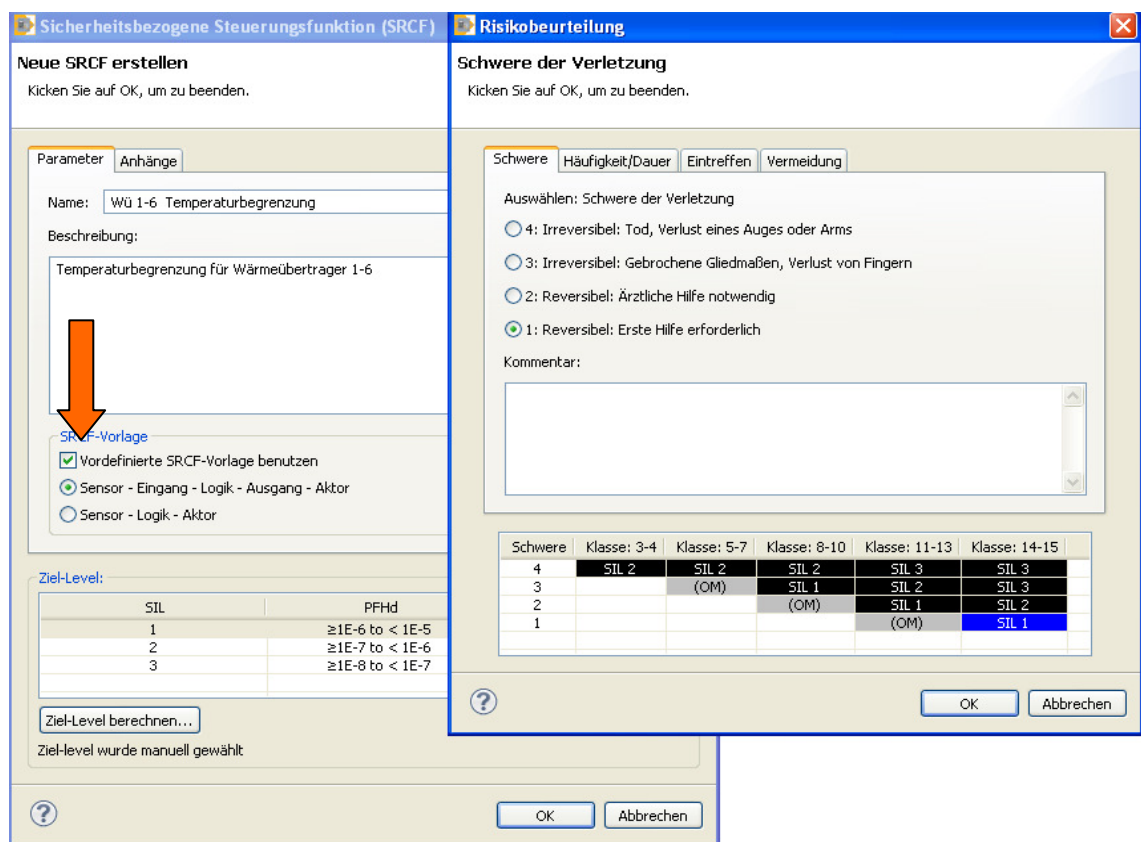 Sicherheitsbezogene Steuerungsfunktion (SRCF)
Neue SRCF erstellen
Kicken Sie auf OK, um zu beenden.
Parameter Anhänge
Name: Wü 1-6 Temperaturbegrenzung
Beschreibung:
Temperaturbegrenzung für Wärmeübertrager 1-6
SRCF-Vorlage
Vordefinierte SRCF-Vorlage benutzen
Sensor - Eingang - Logik - Ausgang - Aktor
Sensor - Logik - Aktor
Ziel-Level:
SIL PFHd
1 ≥1E-6 to < 1E-5
2 ≥1E-7 to < 1E-6
3 ≥1E-8 to < 1E-7
Ziel-Level berechnen...
Ziel-level wurde manuell gewählt
? OK Abbrechen
Risikobeurteilung
Schwere der Verletzung
Kicken Sie auf OK, um zu beenden.
Schwere Häufigkeit/Dauer Eintreffen Vermeidung
Auswählen: Schwere der Verletzung
4: Irreversibel: Tod, Verlust eines Auges oder Arms
3: Irreversibel: Gebrochene Gliedmaßen, Verlust von Fingern
2: Reversibel: Ärztliche Hilfe notwendig
1: Reversibel: Erste Hilfe erforderlich
Kommentar:
Schwere Klasse: 3-4 Klasse: 5-7 Klasse: 8-10 Klasse: 11-13 Klasse: 14-15
4 SIL 2 SIL 2 SIL 2 SIL 3 SIL 3
3 (OM) SIL 1 SIL 2 SIL 3
2 (OM) SIL 1 SIL 2
1 (OM) SIL 1
? OK Abbrechen